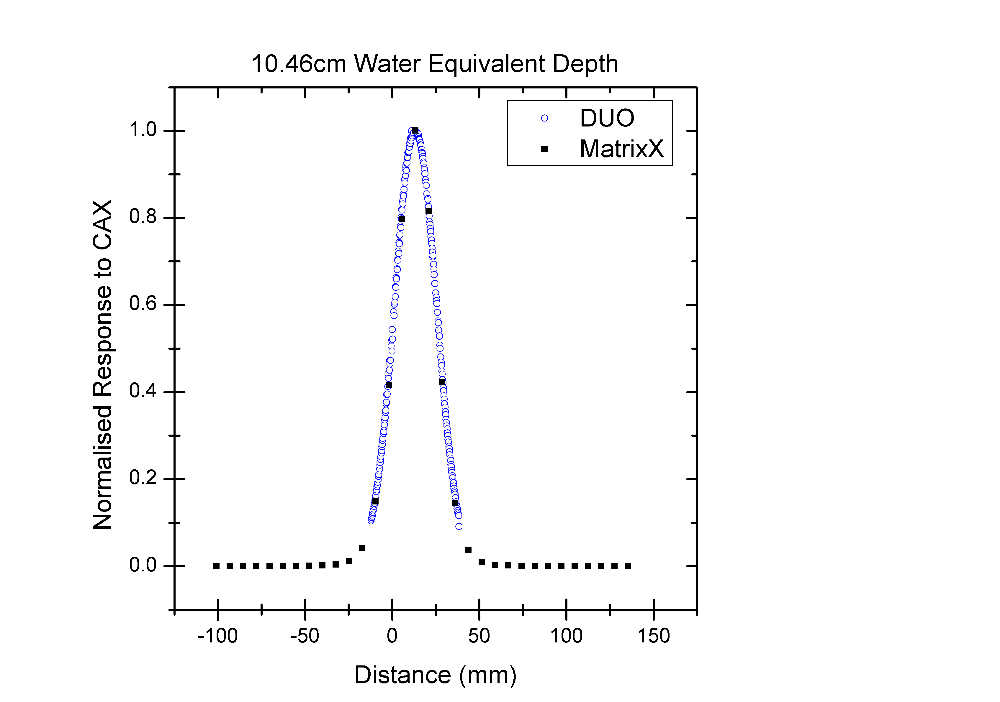 10.46cm Water Equivalent Depth
DUO
MatrixX
Normalised Response to CAX
1.0
0.8
0.6
0.4
0.2
0.0
-100 -50 0 50 100 150
Distance (mm)